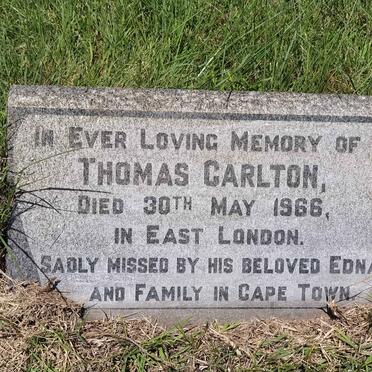 In Ever Loving Memory of
Thomas Carlton,
Died 30th May 1966,
in East London.
Sadly missed by his beloved Edna
and Family in Cape Town